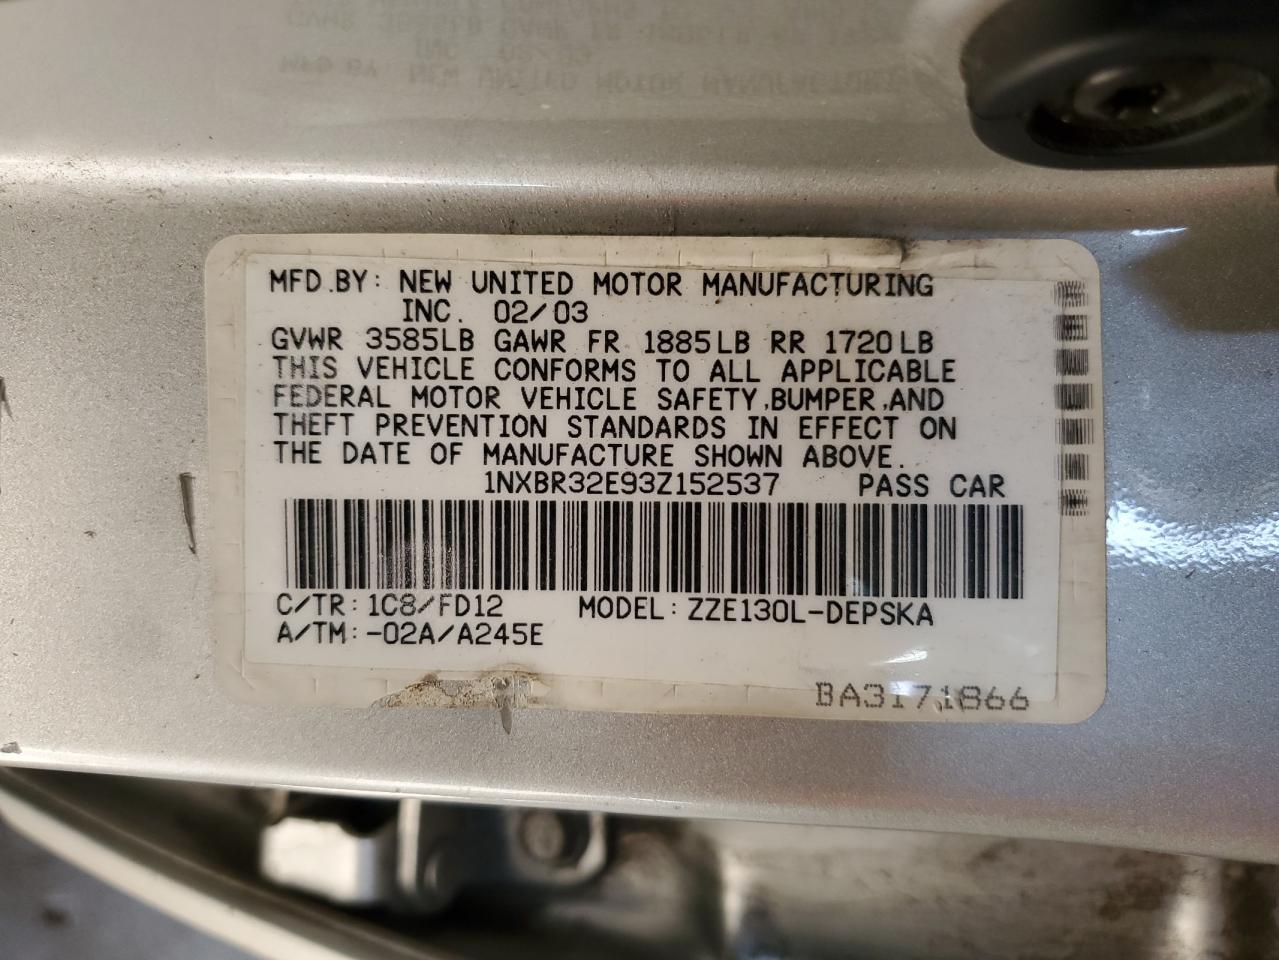 MFD.BY: NEW UNITED MOTOR MANUFACTURING
INC. 02/03
GVWR 3585LB GAWR FR 1885LB RR 1720LB
THIS VEHICLE CONFORMS TO ALL APPLICABLE
FEDERAL MOTOR VEHICLE SAFETY,BUMPER,AND
THEFT PREVENTION STANDARDS IN EFFECT ON
THE DATE OF MANUFACTURE SHOWN ABOVE.
1NXBR32E93Z152537 PASS CAR
C/TR: 1C8/FD12 MODEL: ZZE130L-DEPSKA
A/TM: -02A/A245E
BA3171866